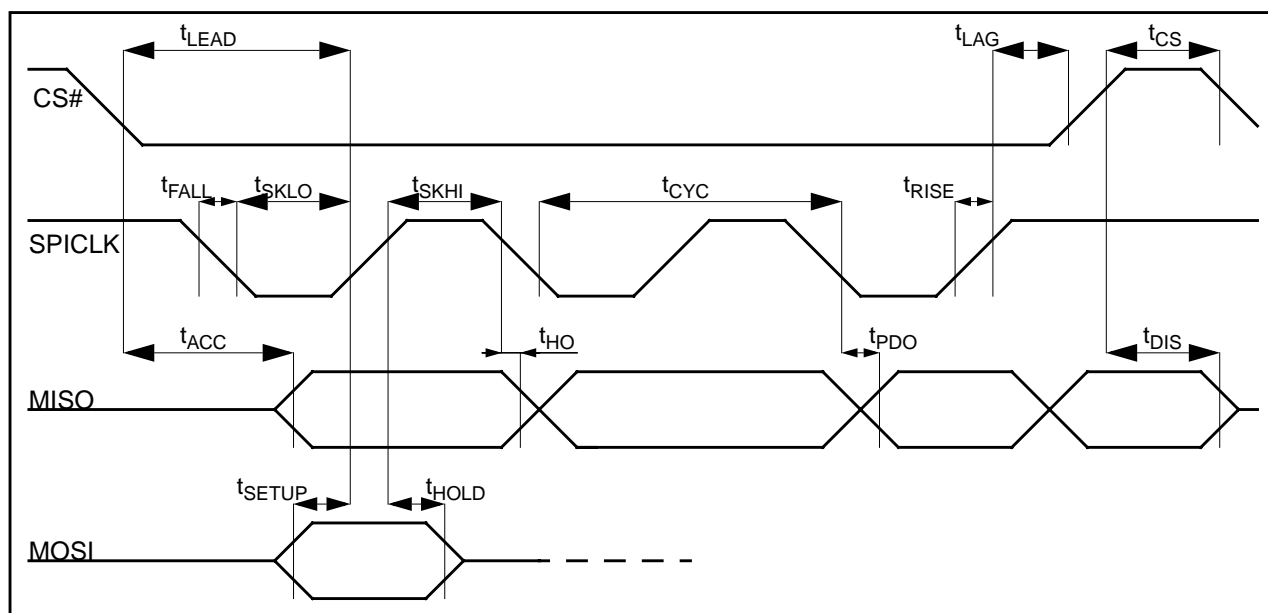 tLEAD
tLAG
tCS
CS#
tFALL
tSKLO
tSKHI
tCYC
tRISE
SPICLK
tACC
tHO
tPDO
tDIS
MISO
tSETUP
tHOLD
MOSI